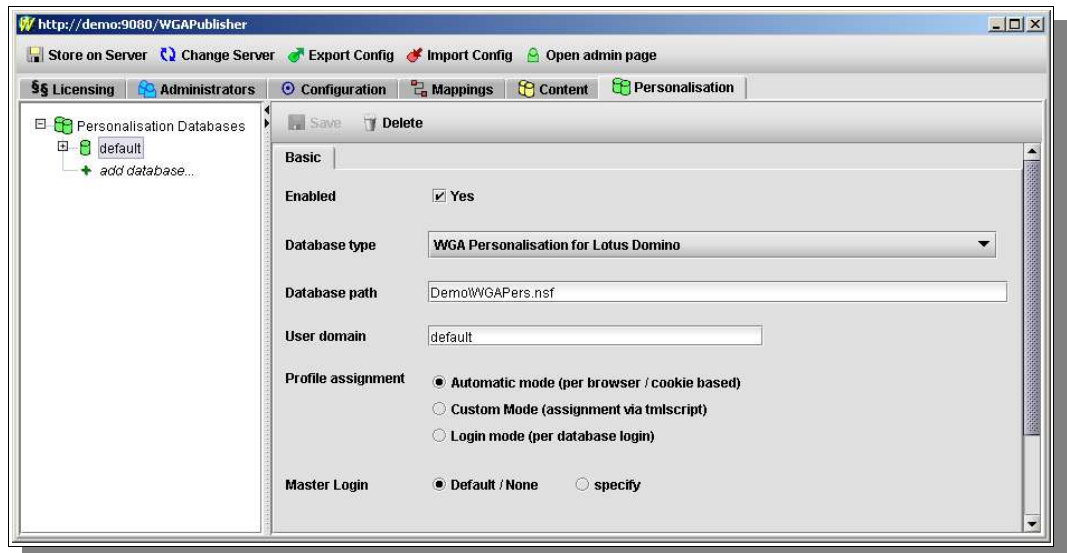 http://demo:9080/WGAPublisher
Store on Server Change Server Export Config Import Config Open admin page
§§ Licensing Administrators Configuration Mappings Content Personalisation
Personalisation Databases
default
add database...
Save Delete
Basic
Enabled Yes
Database type WGA Personalisation for Lotus Domino
Database path DemoWGAPers.nsf
User domain default
Profile assignment Automatic mode (per browser / cookie based)
Custom Mode (assignment via tmlscript)
Login mode (per database login)
Master Login Default / None specify